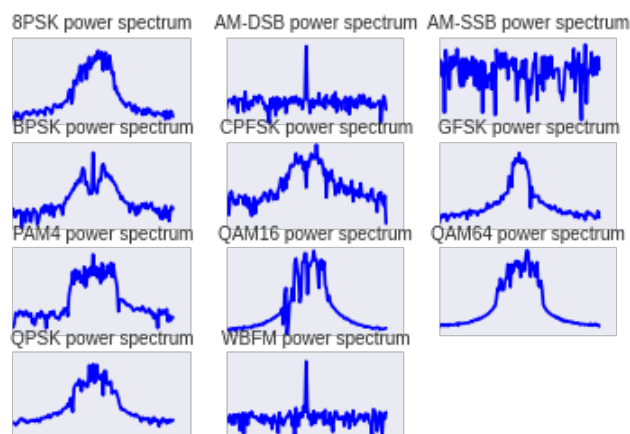 8PSK power spectrum
AM-DSB power spectrum
AM-SSB power spectrum
BPSK power spectrum
CPFSK power spectrum
GFSK power spectrum
PAM4 power spectrum
QAM16 power spectrum
QAM64 power spectrum
QPSK power spectrum
WBFM power spectrum